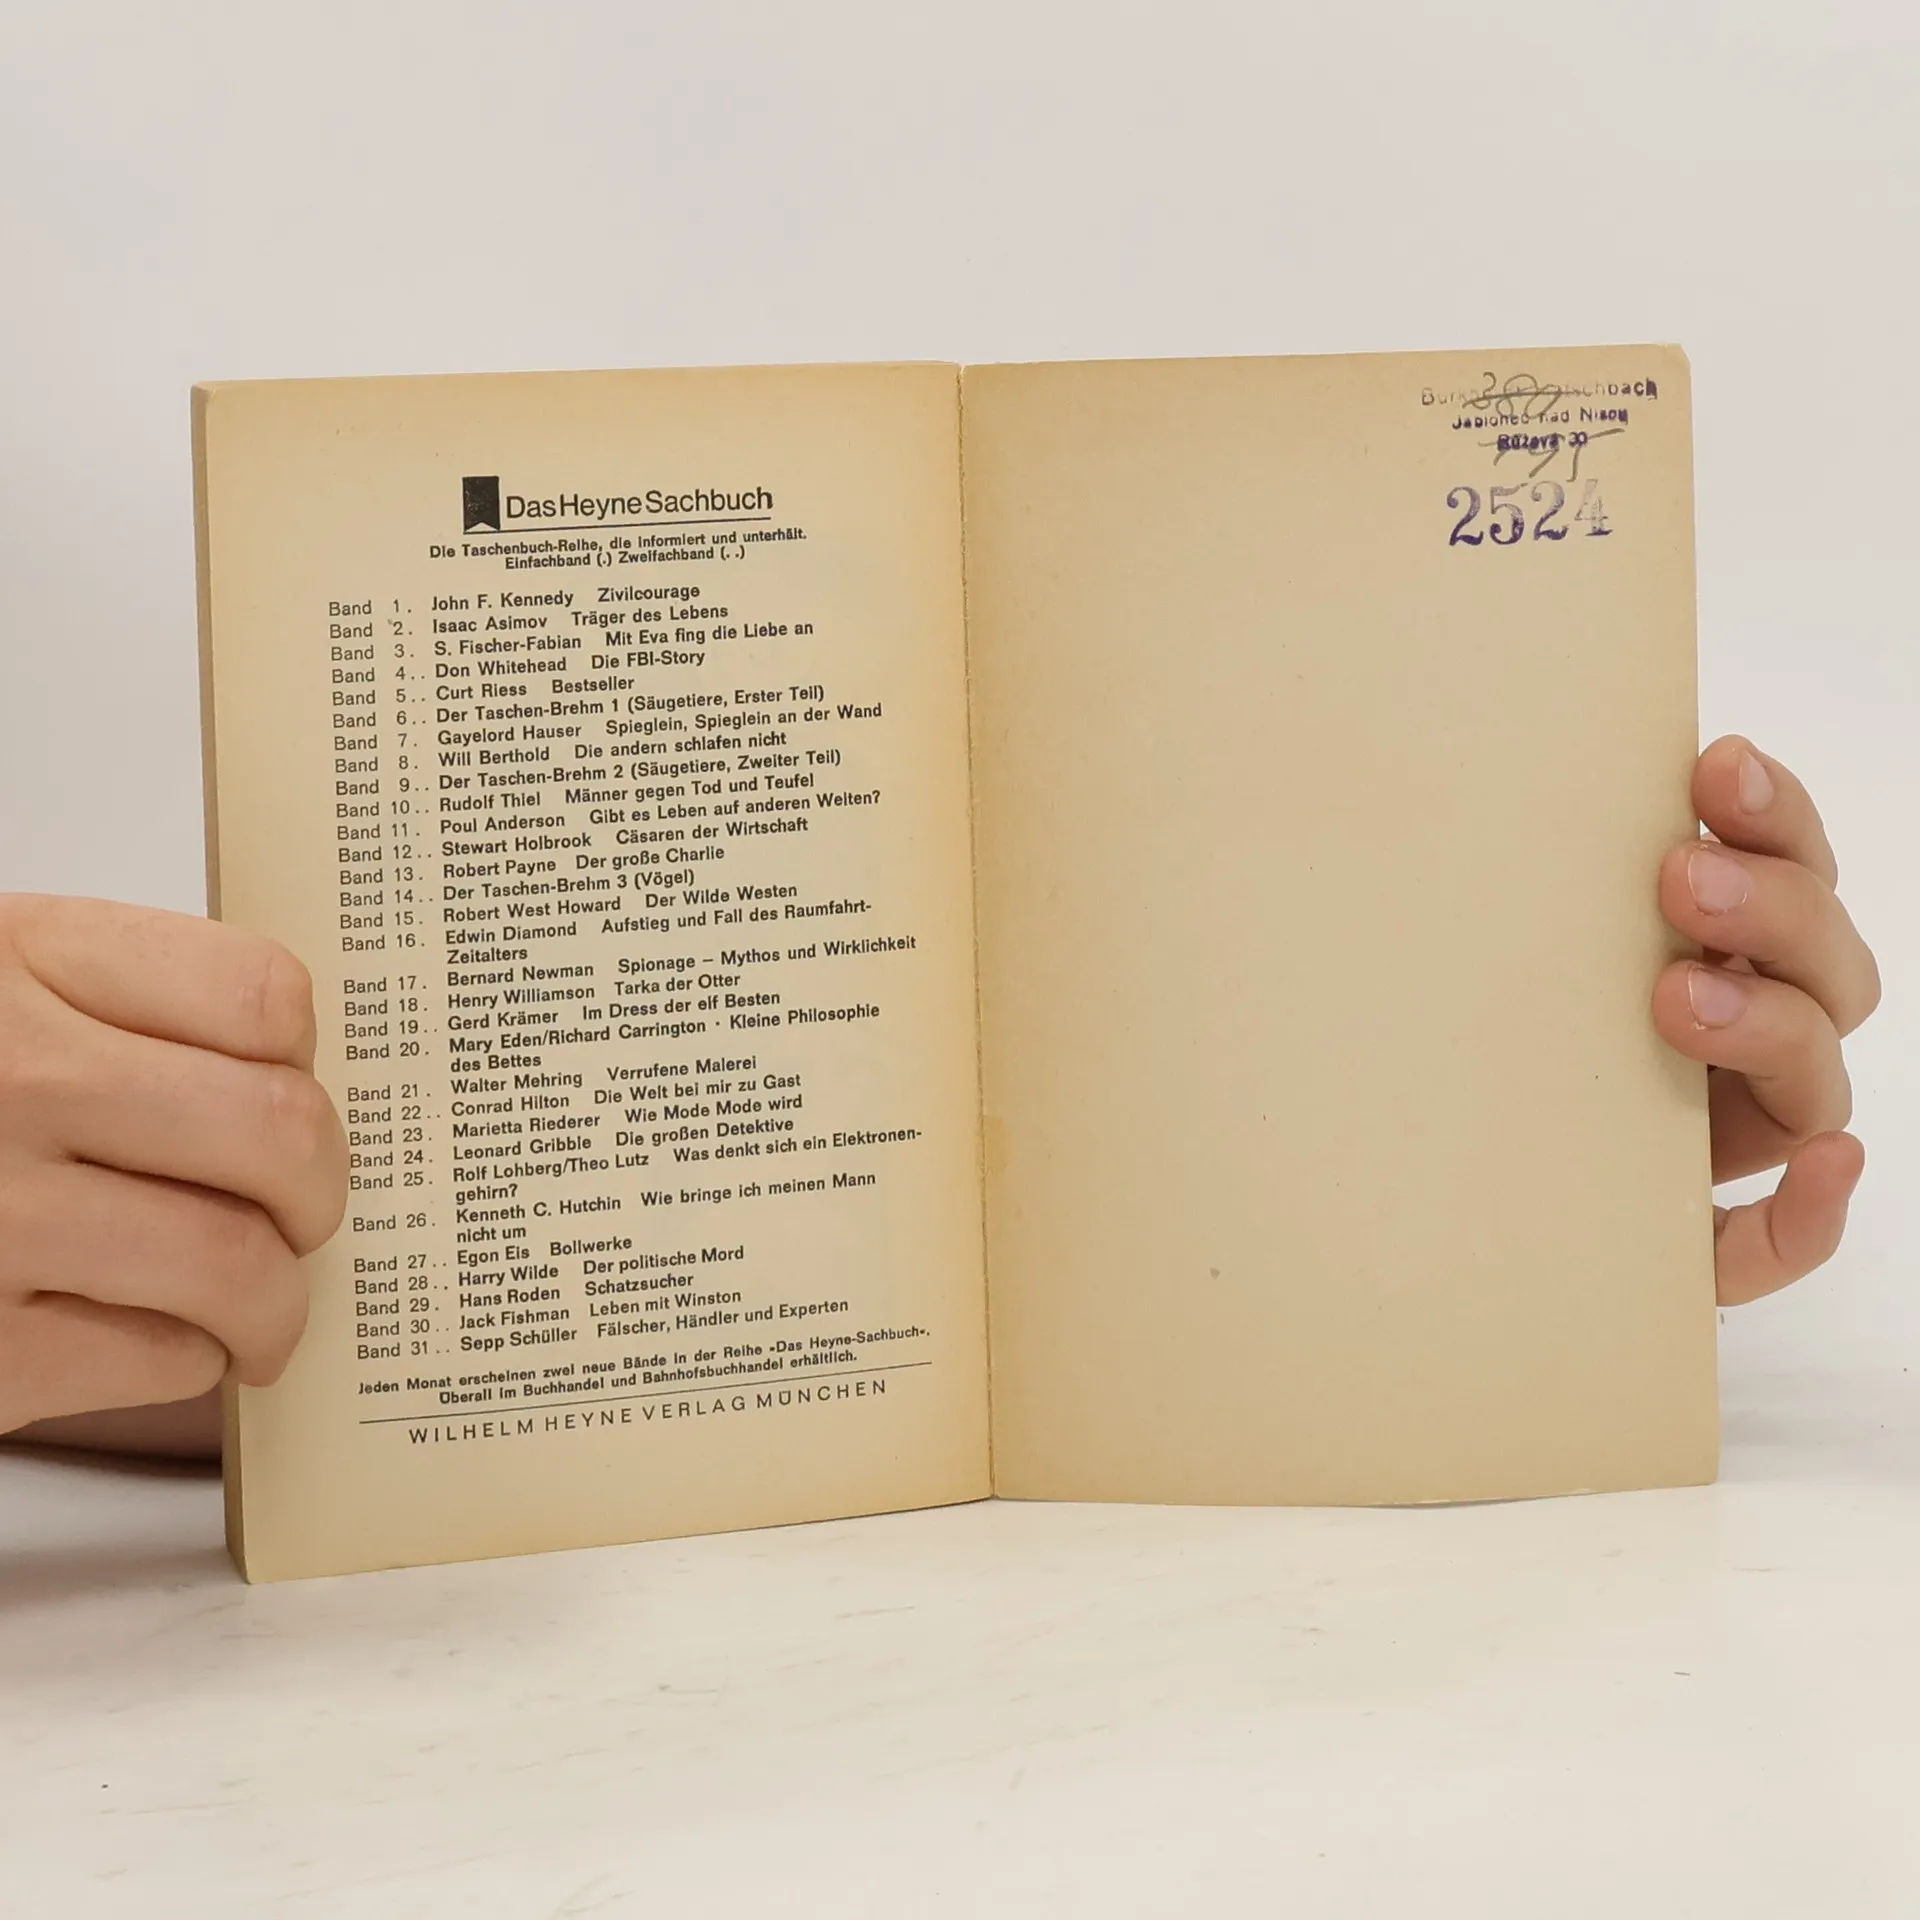 Das Heyne Sachbuch
Die Taschenbuch-Reihe, die informiert und unterhält.
Einfachband (.) Zweifachband (. .)
Band 1. John F. Kennedy Zivilcourage
Band 2. Isaac Asimov Träger des Lebens
Band 3. S. Fischer-Fabian Mit Eva fing die Liebe an
Band 4.. Don Whitehead Die FBI-Story
Band 5.. Curt Riess Bestseller
Band 6.. Der Taschen-Brehm 1 (Säugetiere, Erster Teil)
Band 7. Gayelord Hauser Spieglein, Spieglein an der Wand
Band 8. Will Berthold Die andern schlafen nicht
Band 9.. Der Taschen-Brehm 2 (Säugetiere, Zweiter Teil)
Band 10.. Rudolf Thiel Männer gegen Tod und Teufel
Band 11. Poul Anderson Gibt es Leben auf anderen Welten?
Band 12.. Stewart Holbrook Cäsaren der Wirtschaft
Band 13. Robert Payne Der große Charlie
Band 14.. Der Taschen-Brehm 3 (Vögel)
Band 15. Robert West Howard Der Wilde Westen
Band 16. Edwin Diamond Aufstieg und Fall des Raumfahrt-
Zeitalters
Band 17. Bernard Newman Spionage – Mythos und Wirklichkeit
Band 18. Henry Williamson Tarka der Otter
Band 19.. Gerd Krämer Im Dress der elf Besten
Band 20. Mary Eden/Richard Carrington · Kleine Philosophie
des Bettes
Band 21. Walter Mehring Verrufene Malerei
Band 22.. Conrad Hilton Die Welt bei mir zu Gast
Band 23. Marietta Riederer Wie Mode Mode wird
Band 24. Leonard Gribble Die großen Detektive
Band 25. Rolf Lohberg/Theo Lutz Was denkt sich ein Elektronen-
gehirn?
Band 26. Kenneth C. Hutchin Wie bringe ich meinen Mann
nicht um
Band 27.. Egon Eis Bollwerke
Band 28.. Harry Wilde Der politische Mord
Band 29. Hans Roden Schatzsucher
Band 30.. Jack Fishman Leben mit Winston
Band 31.. Sepp Schüller Fälscher, Händler und Experten
Jeden Monat erscheinen zwei neue Bände in der Reihe »Das Heyne-Sachbuch«.
Überall im Buchhandel und Bahnhofsbuchhandel erhältlich.
WILHELM HEYNE VERLAG MÜNCHEN
Jablonec nad Nisou
Růžová 30
2524